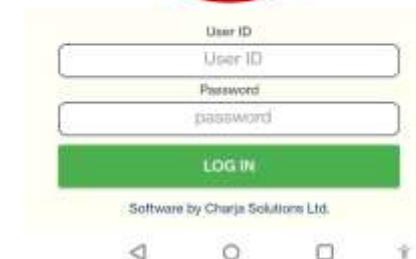 User ID
User ID
Password
password
LOG IN
Software by Charja Solutions Ltd.